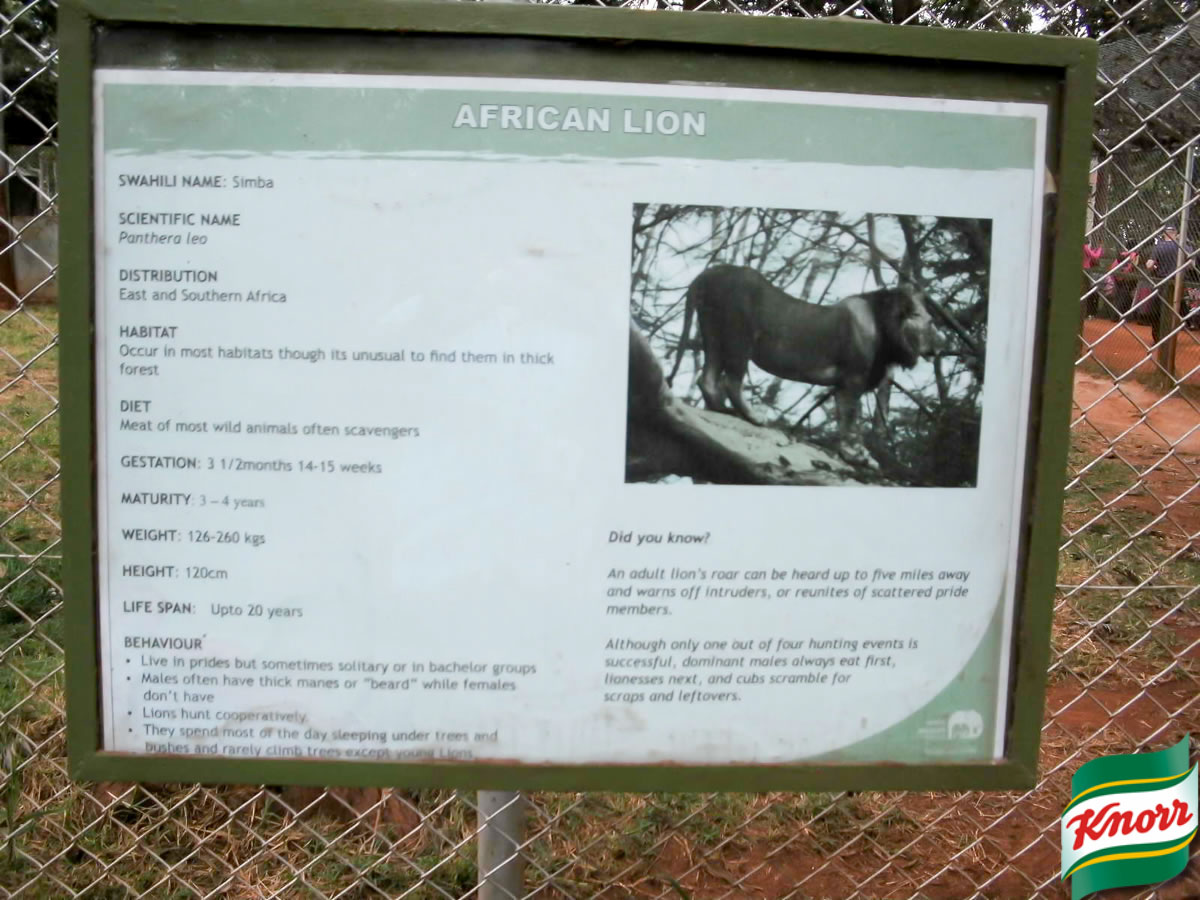 AFRICAN LION
SWAHILI NAME: Simba
SCIENTIFIC NAME
Panthera leo
DISTRIBUTION
East and Southern Africa
HABITAT
Occur in most habitats though its unusual to find them in thick
forest
DIET
Meat of most wild animals often scavengers
GESTATION: 3 1/2months 14-15 weeks
MATURITY: 3 – 4 years
WEIGHT: 126-260 kgs
HEIGHT: 120cm
LIFE SPAN: Upto 20 years
BEHAVIOUR
• Live in prides but sometimes solitary or in bachelor groups
• Males often have thick manes or "beard" while females
don't have
• Lions hunt cooperatively.
• They spend most of the day sleeping under trees and
bushes and rarely climb trees except young Lions
Did you know?
An adult lion's roar can be heard up to five miles away
and warns off intruders, or reunites of scattered pride
members.
Although only one out of four hunting events is
successful, dominant males always eat first,
lionesses next, and cubs scramble for
scraps and leftovers.
Knorr